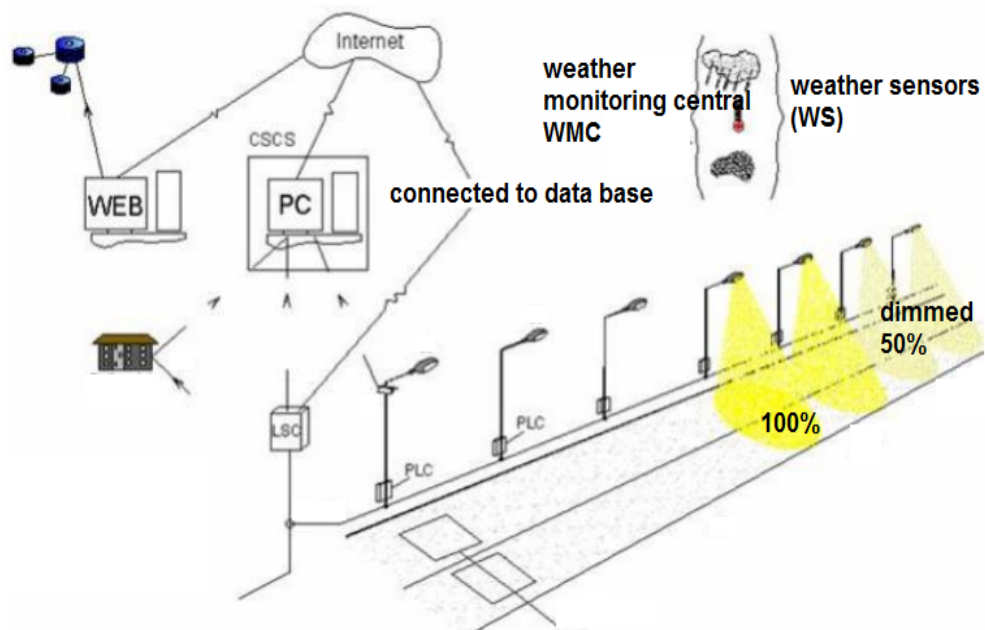 Internet
weather
monitoring central
WMC
weather sensors
(WS)
CSCS
WEB
PC
connected to data base
dimmed
50%
100%
LSC
PLC
PLC